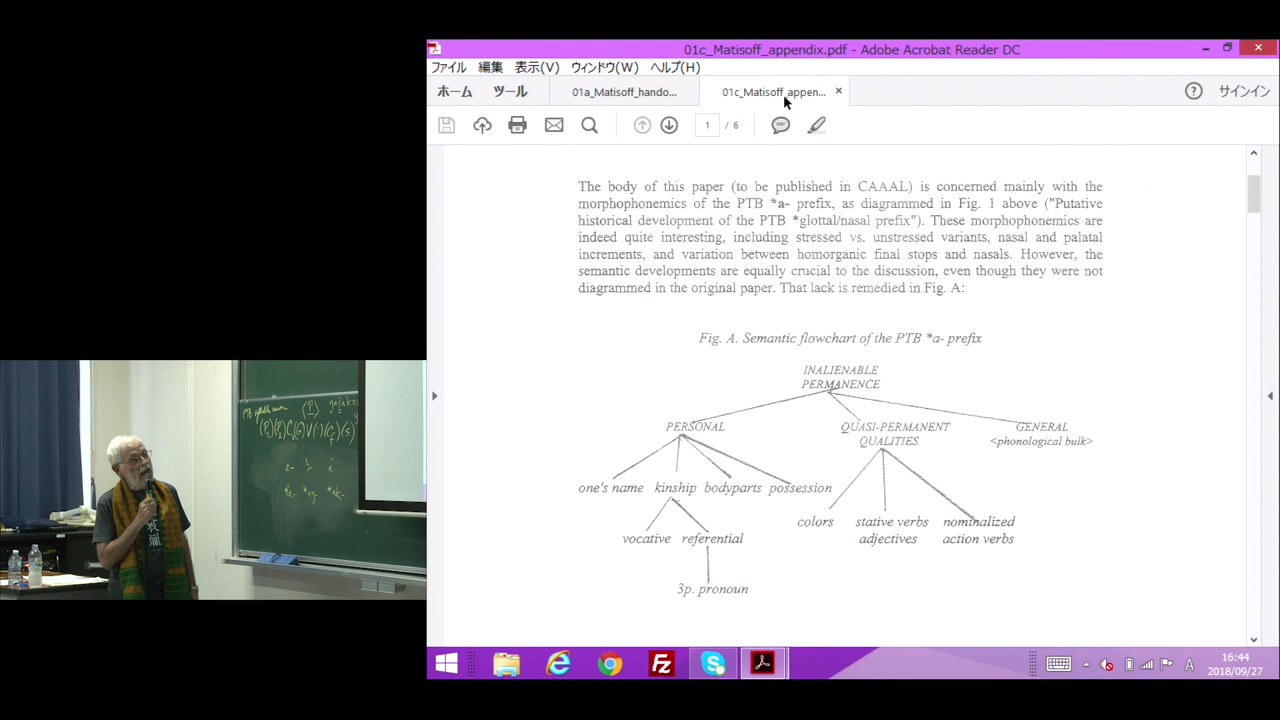 01c_Matisoff_appendix.pdf - Adobe Acrobat Reader DC
ファイル 編集 表示(V) ウィンドウ(W) ヘルプ(H)
ホーム ツール 01a_Matisoff_hando... 01c_Matisoff_appen... × ? サインイン
1 / 6
The body of this paper (to be published in CAAAL) is concerned mainly with the
morphophonemics of the PTB *a- prefix, as diagrammed in Fig. 1 above ("Putative
historical development of the PTB *glottal/nasal prefix"). These morphophonemics are
indeed quite interesting, including stressed vs. unstressed variants, nasal and palatal
increments, and variation between homorganic final stops and nasals. However, the
semantic developments are equally crucial to the discussion, even though they were not
diagrammed in the original paper. That lack is remedied in Fig. A:
Fig. A. Semantic flowchart of the PTB *a- prefix
INALIENABLE
PERMANENCE
PERSONAL QUASI-PERMANENT GENERAL
QUALITIES <phonological bulk>
one's name kinship bodyparts possession
colors stative verbs nominalized
vocative referential adjectives action verbs
3p. pronoun
A 16:44
2018/09/27
PTB